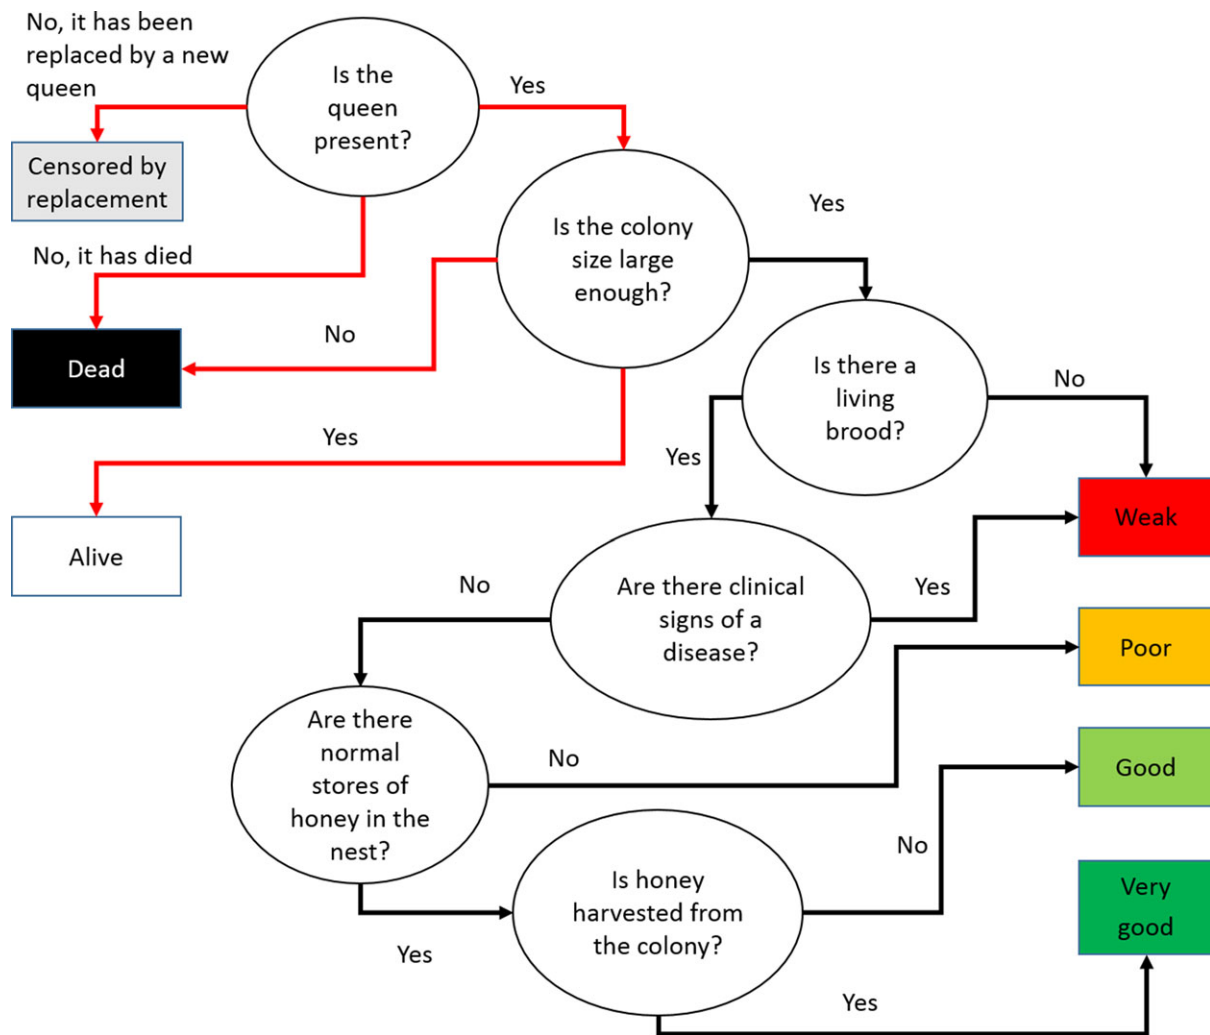 No, it has been
replaced by a new
queen
Is the
queen
present?
Yes
Censored by
replacement
No, it has died
Is the colony
size large
enough?
Yes
No
Dead
Is there a
living
brood?
No
Yes
Yes
Alive
Weak
Are there clinical
signs of a
disease?
No
Yes
Poor
Are there
normal
stores of
honey in the
nest?
No
Good
Is honey
harvested from
the colony?
No
Yes
Very
good
Yes